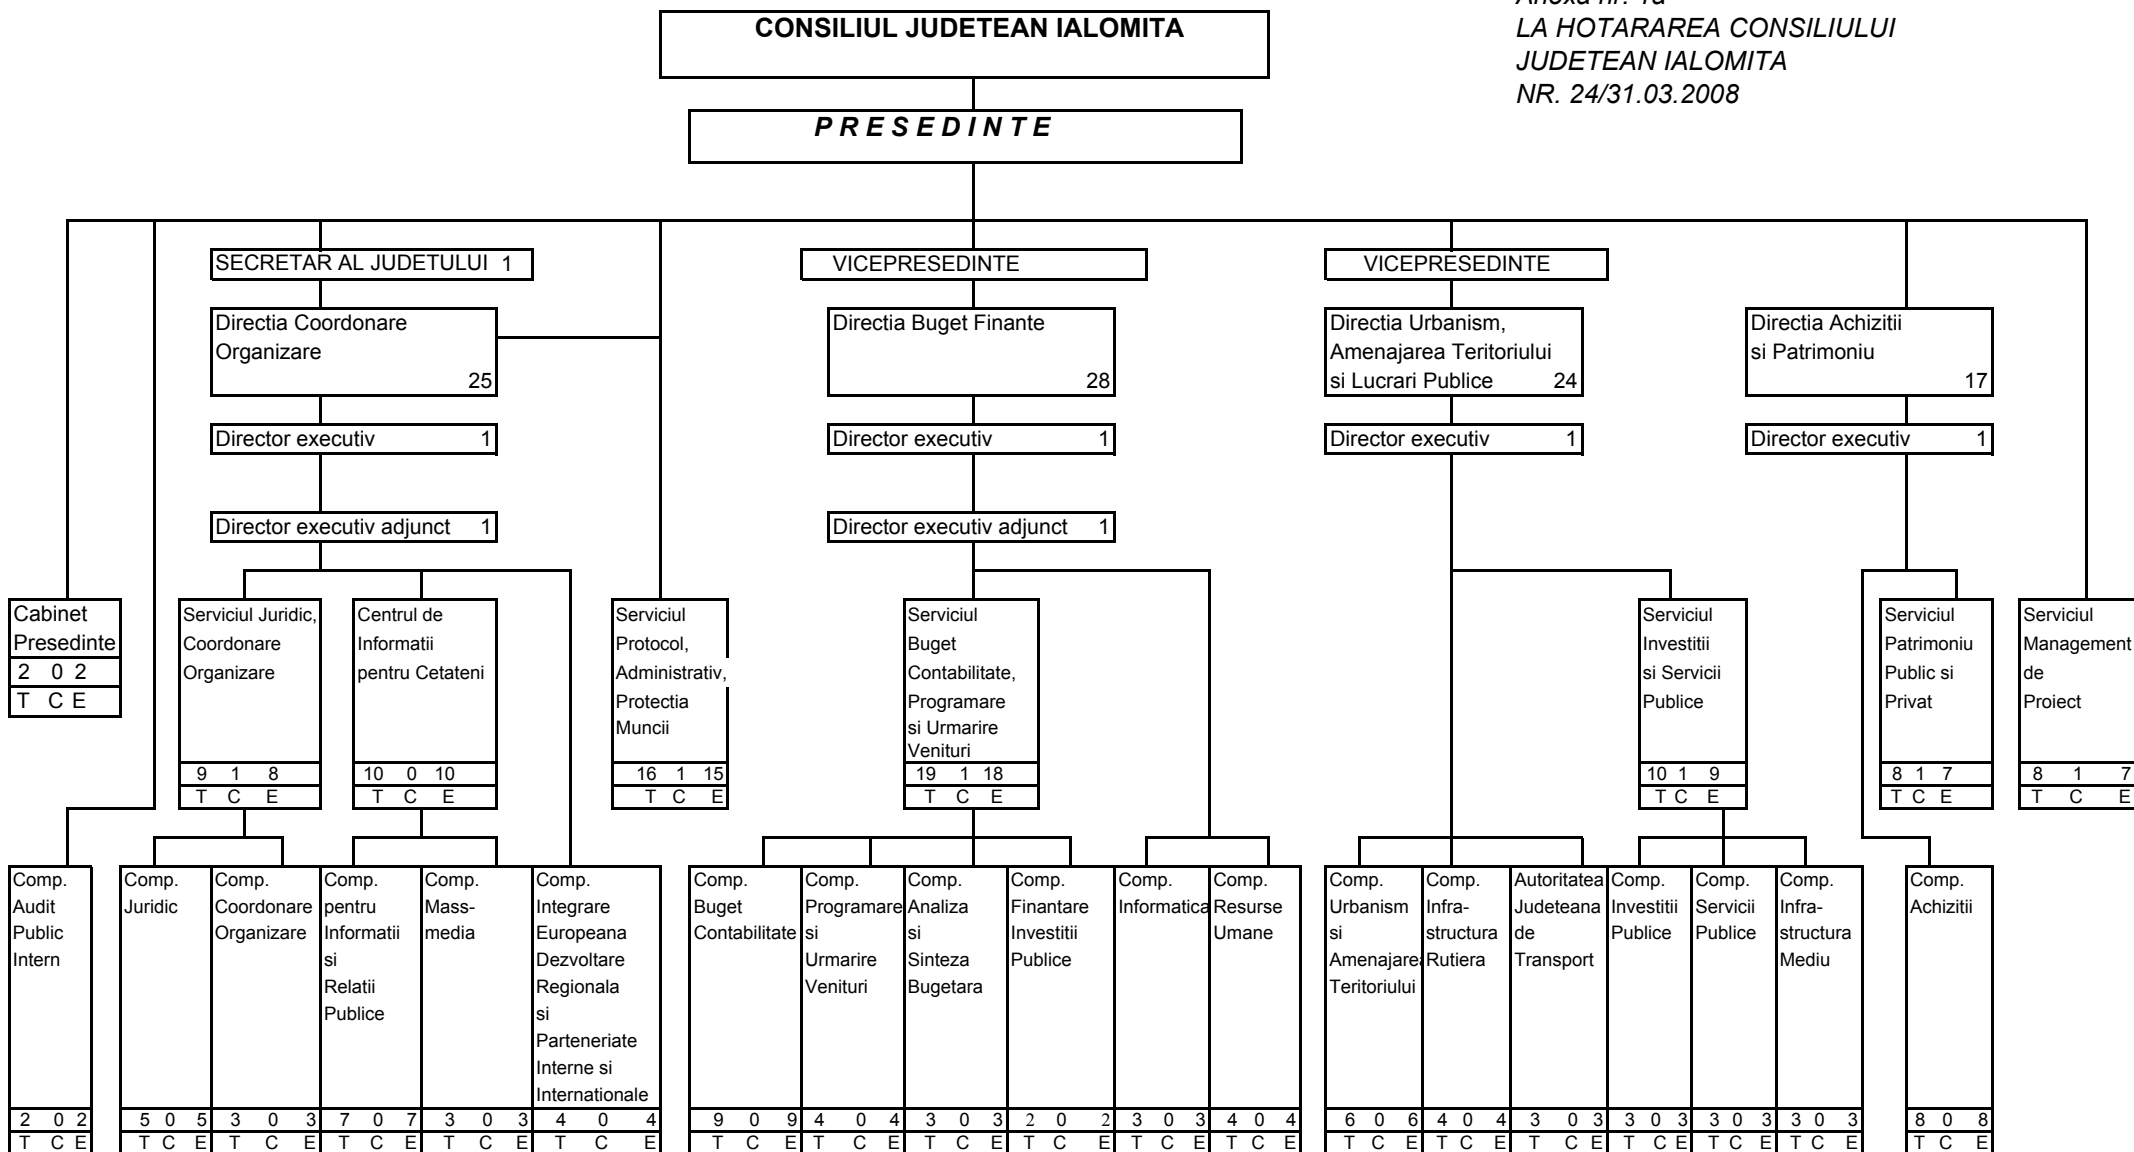 Anexa nr. 1a
LA HOTARAREA CONSILIULUI
JUDETEAN IALOMITA
NR. 24/31.03.2008
CONSILIUL JUDETEAN IALOMITA
P R E S E D I N T E
SECRETAR AL JUDETULUI 1
VICEPRESEDINTE
VICEPRESEDINTE
Directia Coordonare
Organizare
25
Directia Buget Finante
28
Directia Urbanism,
Amenajarea Teritoriului
si Lucrari Publice 24
Directia Achizitii
si Patrimoniu
17
Director executiv 1
Director executiv 1
Director executiv 1
Director executiv 1
Director executiv adjunct 1
Director executiv adjunct 1
Cabinet
Presedinte
2 0 2
T C E
Serviciul Juridic,
Coordonare
Organizare
9 1 8
T C E
Centrul de
Informatii
pentru Cetateni
10 0 10
T C E
Serviciul
Protocol,
Administrativ,
Protectia
Muncii
16 1 15
T C E
Serviciul
Buget
Contabilitate,
Programare
si Urmarire
Venituri
19 1 18
T C E
Serviciul
Investitii
si Servicii
Publice
10 1 9
T C E
Serviciul
Patrimoniu
Public si
Privat
8 1 7
T C E
Serviciul
Management
de
Proiect
8 1 7
T C E
Comp.
Audit
Public
Intern
2 0 2
T C E
Comp.
Juridic
5 0 5
T C E
Comp.
Coordonare
Organizare
3 0 3
T C E
Comp.
pentru
Informatii
si
Relatii
Publice
7 0 7
T C E
Comp.
Mass-
media
3 0 3
T C E
Comp.
Integrare
Europeana
Dezvoltare
Regionala
si
Parteneriate
Interne si
Internationale
4 0 4
T C E
Comp.
Buget
Contabilitate
9 0 9
T C E
Comp.
Programare
si
Urmarire
Venituri
4 0 4
T C E
Comp.
Analiza
si
Sinteza
Bugetara
3 0 3
T C E
Comp.
Finantare
Investitii
Publice
2 0 2
T C E
Comp.
Informatica
3 0 3
T C E
Comp.
Resurse
Umane
4 0 4
T C E
Comp.
Urbanism
si
Amenajarea
Teritoriului
6 0 6
T C E
Comp.
Infra-
structura
Rutiera
4 0 4
T C E
Autoritatea
Judeteana
de
Transport
3 0 3
T C E
Comp.
Investitii
Publice
3 0 3
T C E
Comp.
Servicii
Publice
3 0 3
T C E
Comp.
Infra-
structura
Mediu
3 0 3
T C E
Comp.
Achizitii
8 0 8
T C E